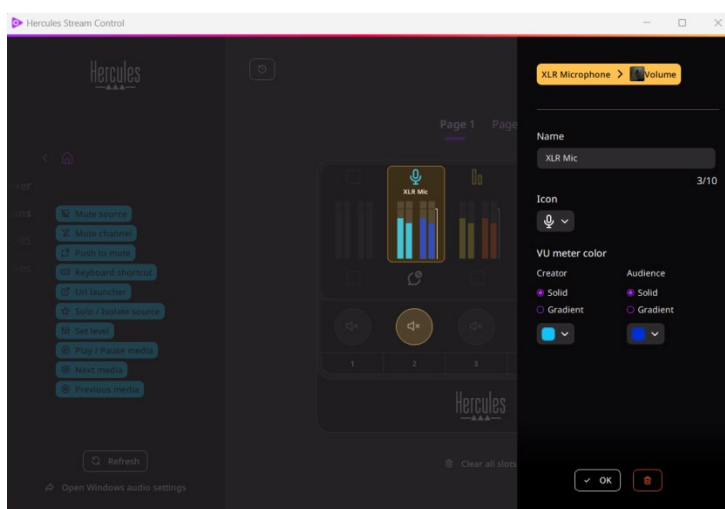 Hercules Stream Control
Hercules
Mute source
Mute channel
Push to mute
Keyboard shortcut
Url launcher
Solo / Isolate source
Set level
Play / Pause media
Next media
Previous media
Refresh
Open Windows audio settings
Page 1 Page
XLR Mic
1 2 3
Hercules
Clear all slots
XLR Microphone > Volume
Name
XLR Mic
3/10
Icon
VU meter color
Creator Audience
Solid Solid
Gradient Gradient
OK